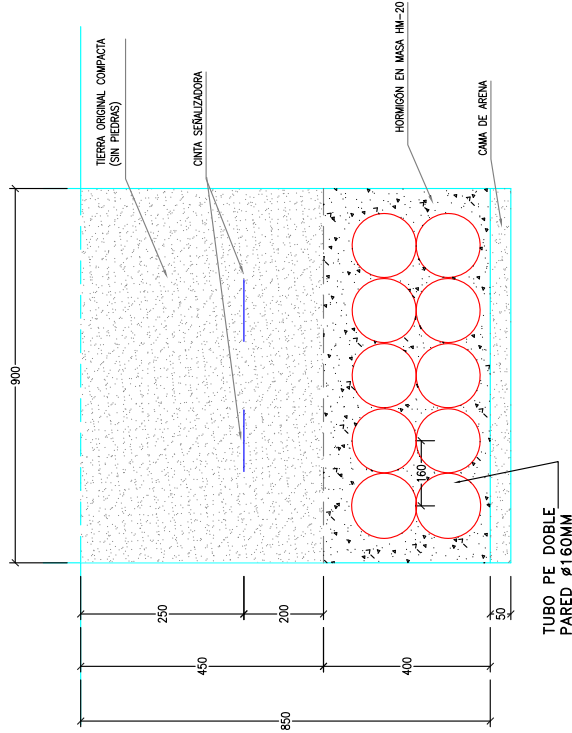 900
TIERRA ORIGINAL COMPACTA
(SIN PIEDRAS)
CINTA SEÑALIZADORA
HORMIGÓN EN MASA HM-20
CAMA DE ARENA
250
200
450
400
50
850
160
TUBO PE DOBLE
PARED Ø160MM